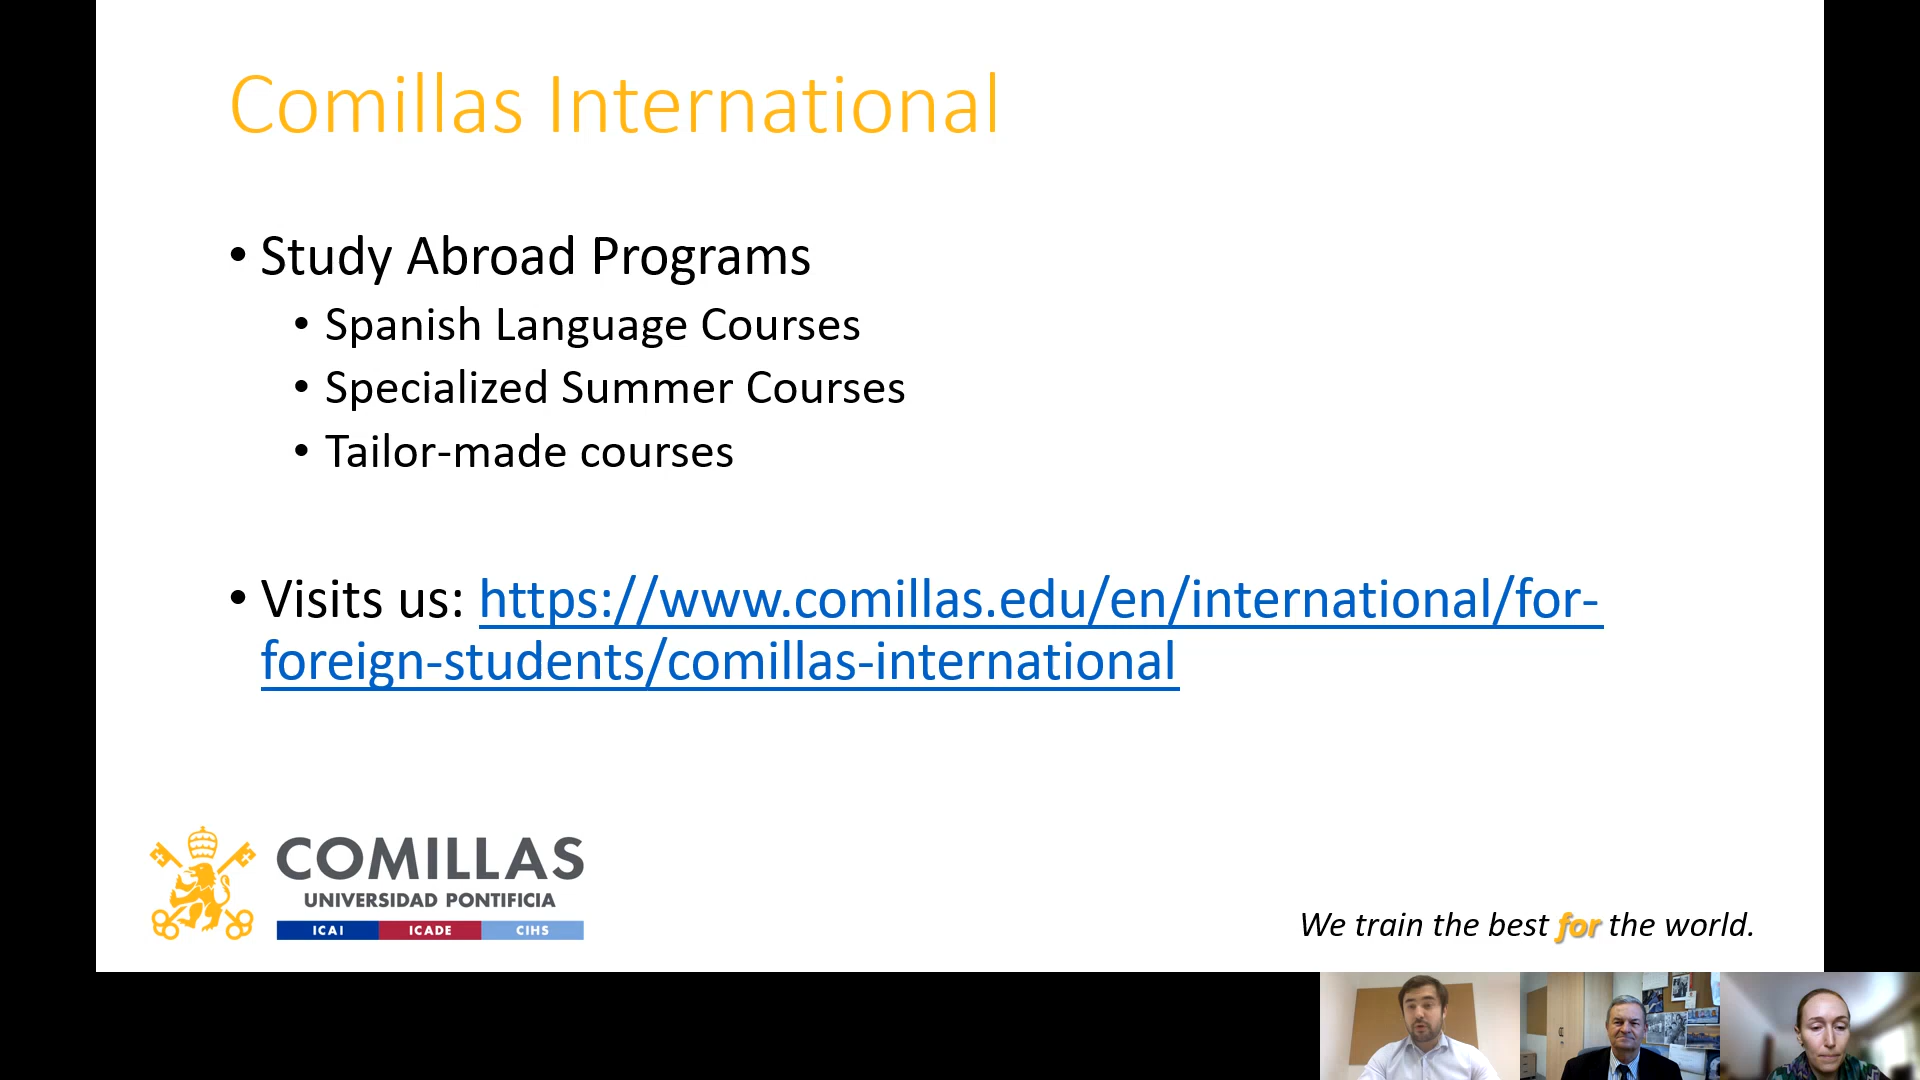 Comillas International
• Study Abroad Programs
• Spanish Language Courses
• Specialized Summer Courses
• Tailor-made courses
• Visits us: https://www.comillas.edu/en/international/for-
foreign-students/comillas-international
COMILLAS
UNIVERSIDAD PONTIFICIA
ICAI ICADE CIHS
We train the best for the world.